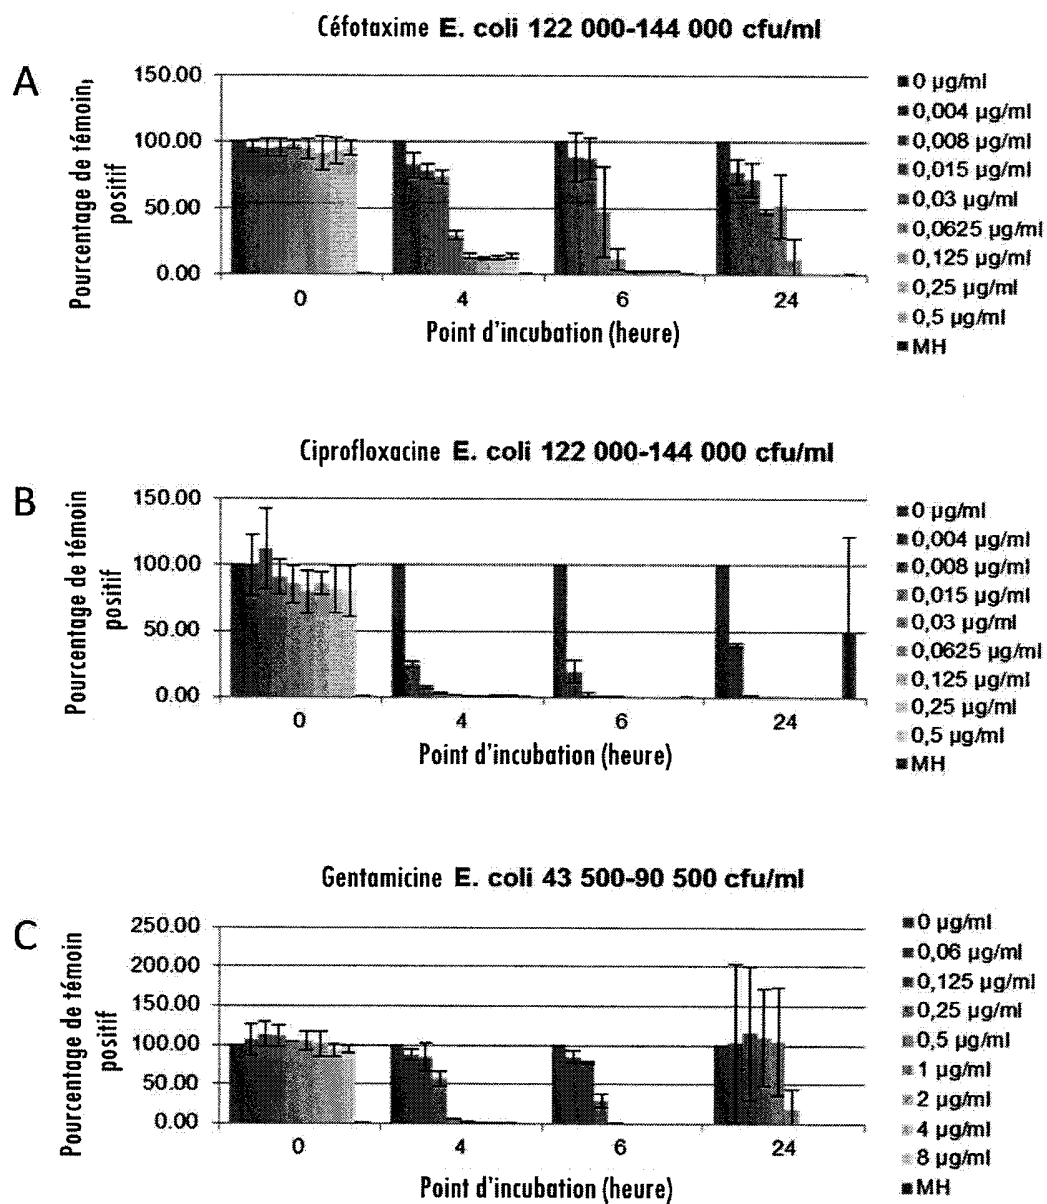 Céfotaxime E. coli 122 000-144 000 cfu/ml
A
Pourcentage de témoin,
positif
150.00
100.00
50.00
0.00
0
4
6
24
Point d'incubation (heure)
0 µg/ml
0,004 µg/ml
0,008 µg/ml
0,015 µg/ml
0,03 µg/ml
0,0625 µg/ml
0,125 µg/ml
0,25 µg/ml
0,5 µg/ml
MH
Ciprofloxacine E. coli 122 000-144 000 cfu/ml
B
Pourcentage de témoin
positif
150.00
100.00
50.00
0.00
0
4
6
24
Point d'incubation (heure)
0 µg/ml
0,004 µg/ml
0,008 µg/ml
0,015 µg/ml
0,03 µg/ml
0,0625 µg/ml
0,125 µg/ml
0,25 µg/ml
0,5 µg/ml
MH
Gentamicine E. coli 43 500-90 500 cfu/ml
C
Pourcentage de témoin
positif
250.00
200.00
150.00
100.00
50.00
0.00
0
4
6
24
Point d'incubation (heure)
0 µg/ml
0,06 µg/ml
0,125 µg/ml
0,25 µg/ml
0,5 µg/ml
1 µg/ml
2 µg/ml
4 µg/ml
8 µg/ml
MH